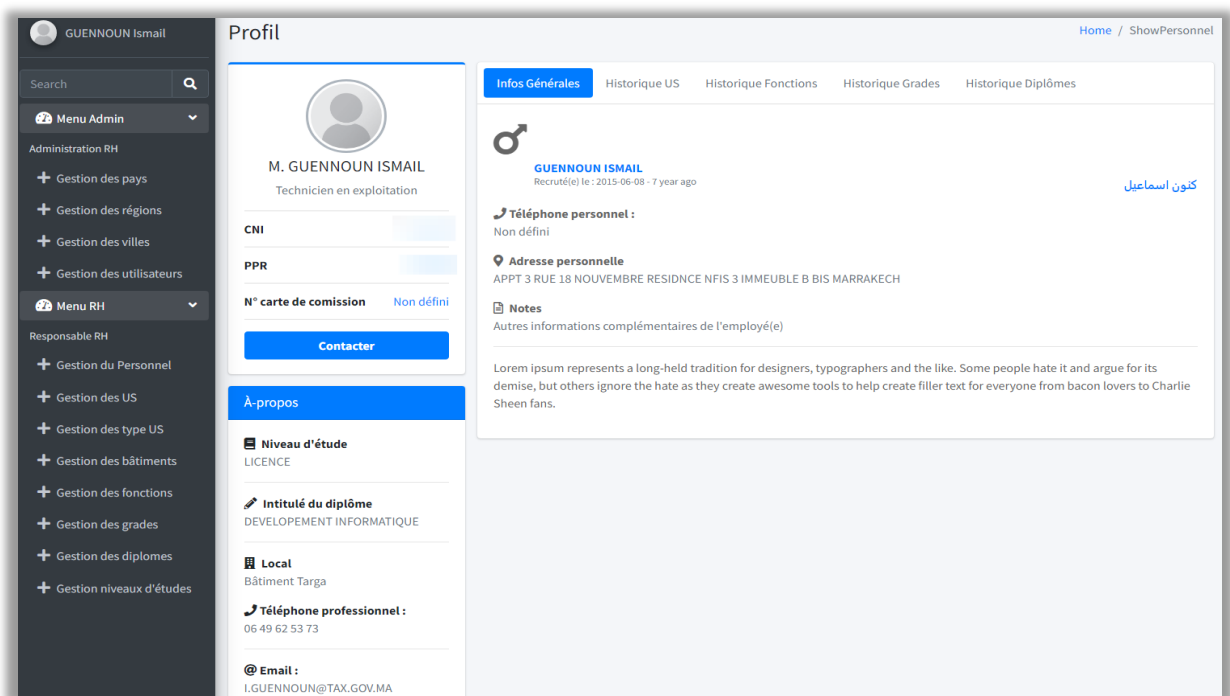 GUENNOUN Ismail
Search
Menu Admin
Administration RH
Gestion des pays
Gestion des régions
Gestion des villes
Gestion des utilisateurs
Menu RH
Responsable RH
Gestion du Personnel
Gestion des US
Gestion des type US
Gestion des bâtiments
Gestion des fonctions
Gestion des grades
Gestion des diplomes
Gestion niveaux d'études
Profil
Home / ShowPersonnel
M. GUENNOUN ISMAIL
Technicien en exploitation
CNI
PPR
N° carte de comission Non défini
Contacter
À-propos
Niveau d'étude
LICENCE
Intitulé du diplôme
DEVELOPEMENT INFORMATIQUE
Local
Bâtiment Targa
Téléphone professionnel :
06 49 62 53 73
@ Email :
I.GUENNOUN@TAX.GOV.MA
Infos Générales Historique US Historique Fonctions Historique Grades Historique Diplômes
GUENNOUN ISMAIL
Recruté(e) le : 2015-06-08 - 7 year ago
كنون اسماعيل
Téléphone personnel :
Non défini
Adresse personnelle
APPT 3 RUE 18 NOUVEMBRE RESIDNCE NFIS 3 IMMEUBLE B BIS MARRAKECH
Notes
Autres informations complémentaires de l'employé(e)
Lorem ipsum represents a long-held tradition for designers, typographers and the like. Some people hate it and argue for its
demise, but others ignore the hate as they create awesome tools to help create filler text for everyone from bacon lovers to Charlie
Sheen fans.